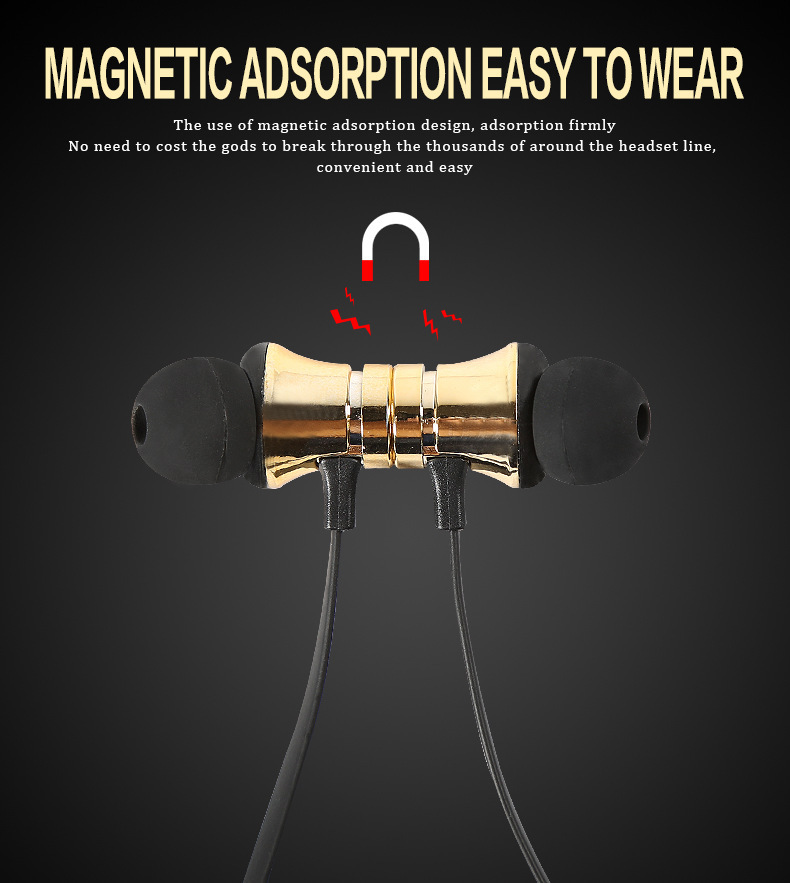 MAGNETIC ADSORPTION EASY TO WEAR
The use of magnetic adsorption design, adsorption firmly
No need to cost the gods to break through the thousands of around the headset line,
convenient and easy